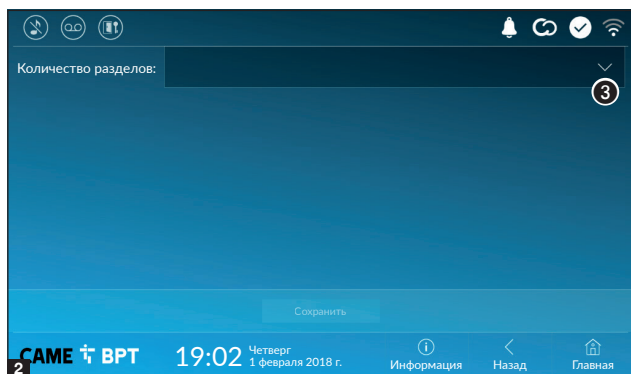 Количество разделов:
3
Сохранить
2
CAME BPT
19:02
Четверг
1 февраля 2018 г.
Информация
Назад
Главная